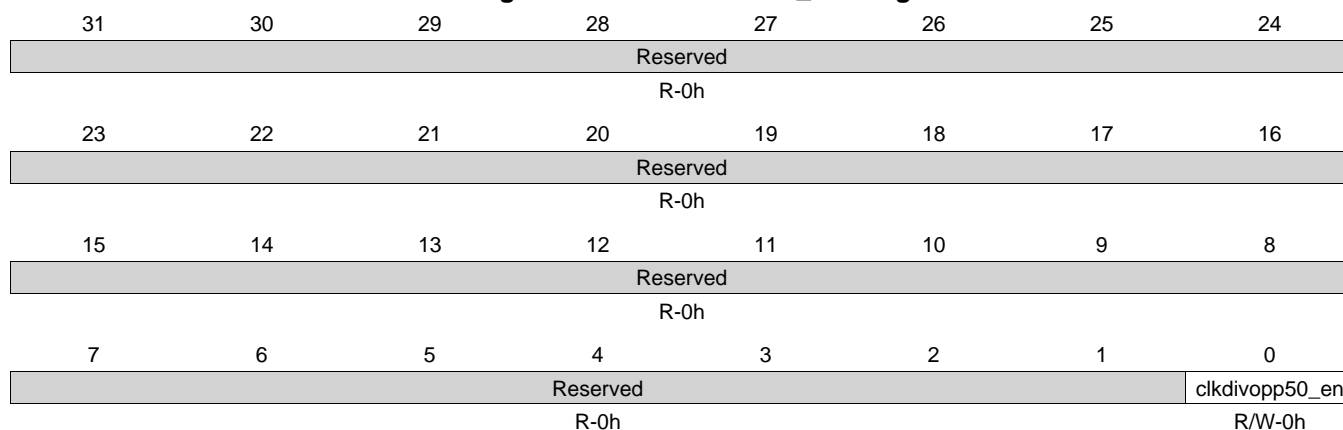 31 30 29 28 27 26 25 24
Reserved
R-0h
23 22 21 20 19 18 17 16
Reserved
R-0h
15 14 13 12 11 10 9 8
Reserved
R-0h
7 6 5 4 3 2 1 0
Reserved clkdivopp50_en
R-0h R/W-0h